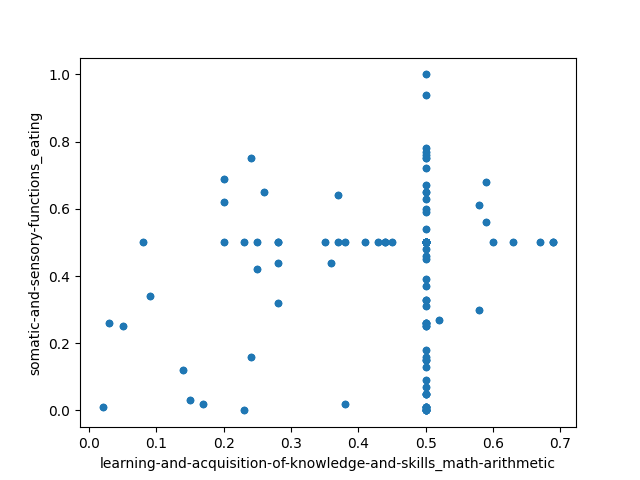 1.0
0.8
0.6
0.4
0.2
0.0
somatic-and-sensory-functions_eating
0.0 0.1 0.2 0.3 0.4 0.5 0.6 0.7
learning-and-acquisition-of-knowledge-and-skills_math-arithmetic